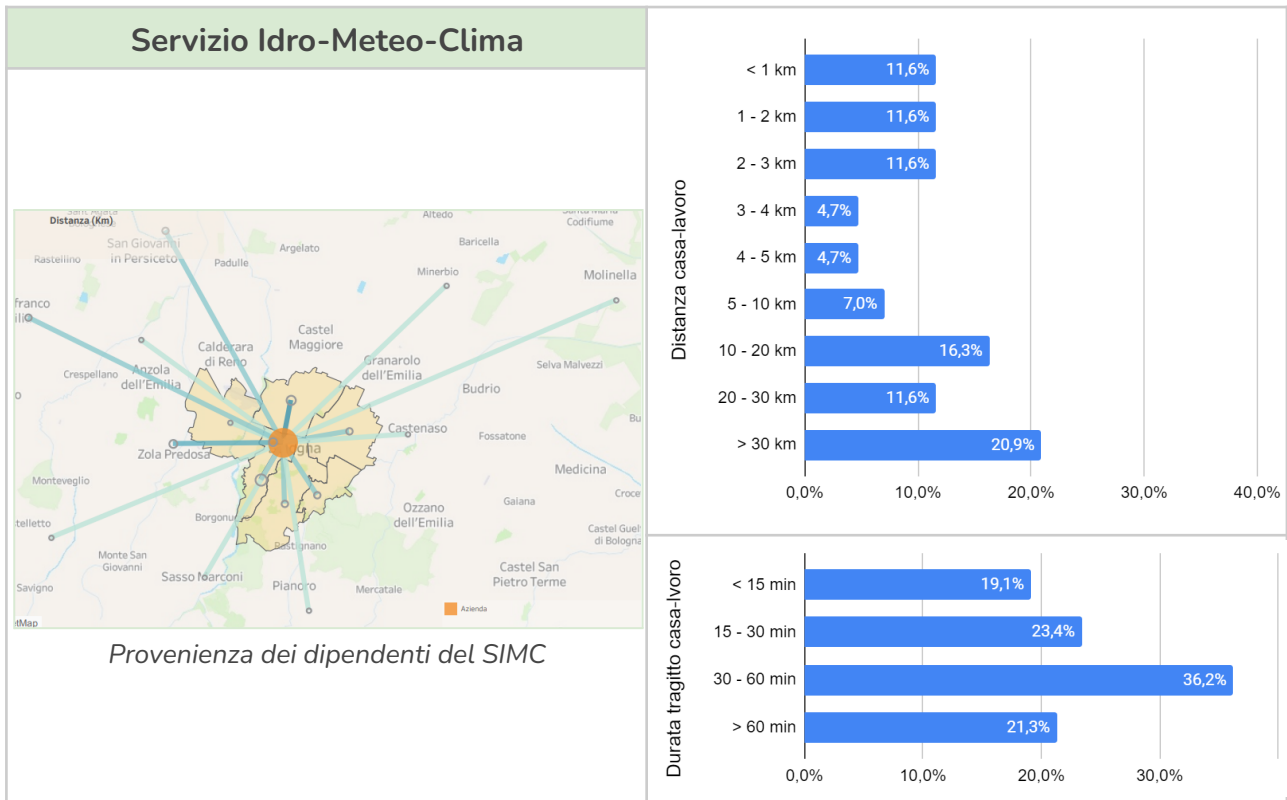 Servizio Idro-Meteo-Clima
Distanza (Km)
Altedo
Codifiume
San Giovanni
in Persiceto
Argelato
Baricella
Rastellino
Padulle
Minerbio
Molinella
franco
Castel
Maggiore
Calderara
di Reno
Granarolo
dell'Emilia
Selva Malvezzi
Crespellano
Anzola
dell'Emilia
Budrio
Castenaso
Fossatone
Zola Predosa
Medicina
Monteveglio
Croce
Gaiana
Ozzano
dell'Emilia
Borgonu
telletto
Castel Guel
di Bologna
Rastignano
Monte San
Giovanni
Castel San
Pietro Terme
Savigno
Sasso Marconi
Pianoro
Mercatale
Azienda
etMap
Provenienza dei dipendenti del SIMC
Distanza casa-lavoro
< 1 km 11,6%
1 - 2 km 11,6%
2 - 3 km 11,6%
3 - 4 km 4,7%
4 - 5 km 4,7%
5 - 10 km 7,0%
10 - 20 km 16,3%
20 - 30 km 11,6%
> 30 km 20,9%
0,0% 10,0% 20,0% 30,0% 40,0%
Durata tragitto casa-lvoro
< 15 min 19,1%
15 - 30 min 23,4%
30 - 60 min 36,2%
> 60 min 21,3%
0,0% 10,0% 20,0% 30,0%